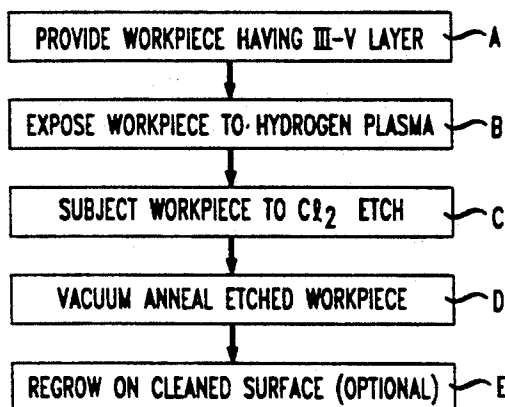 PROVIDE WORKPIECE HAVING III-V LAYER A
EXPOSE WORKPIECE TO HYDROGEN PLASMA B
SUBJECT WORKPIECE TO Cℓ₂ ETCH C
VACUUM ANNEAL ETCHED WORKPIECE D
REGROW ON CLEANED SURFACE (OPTIONAL) E